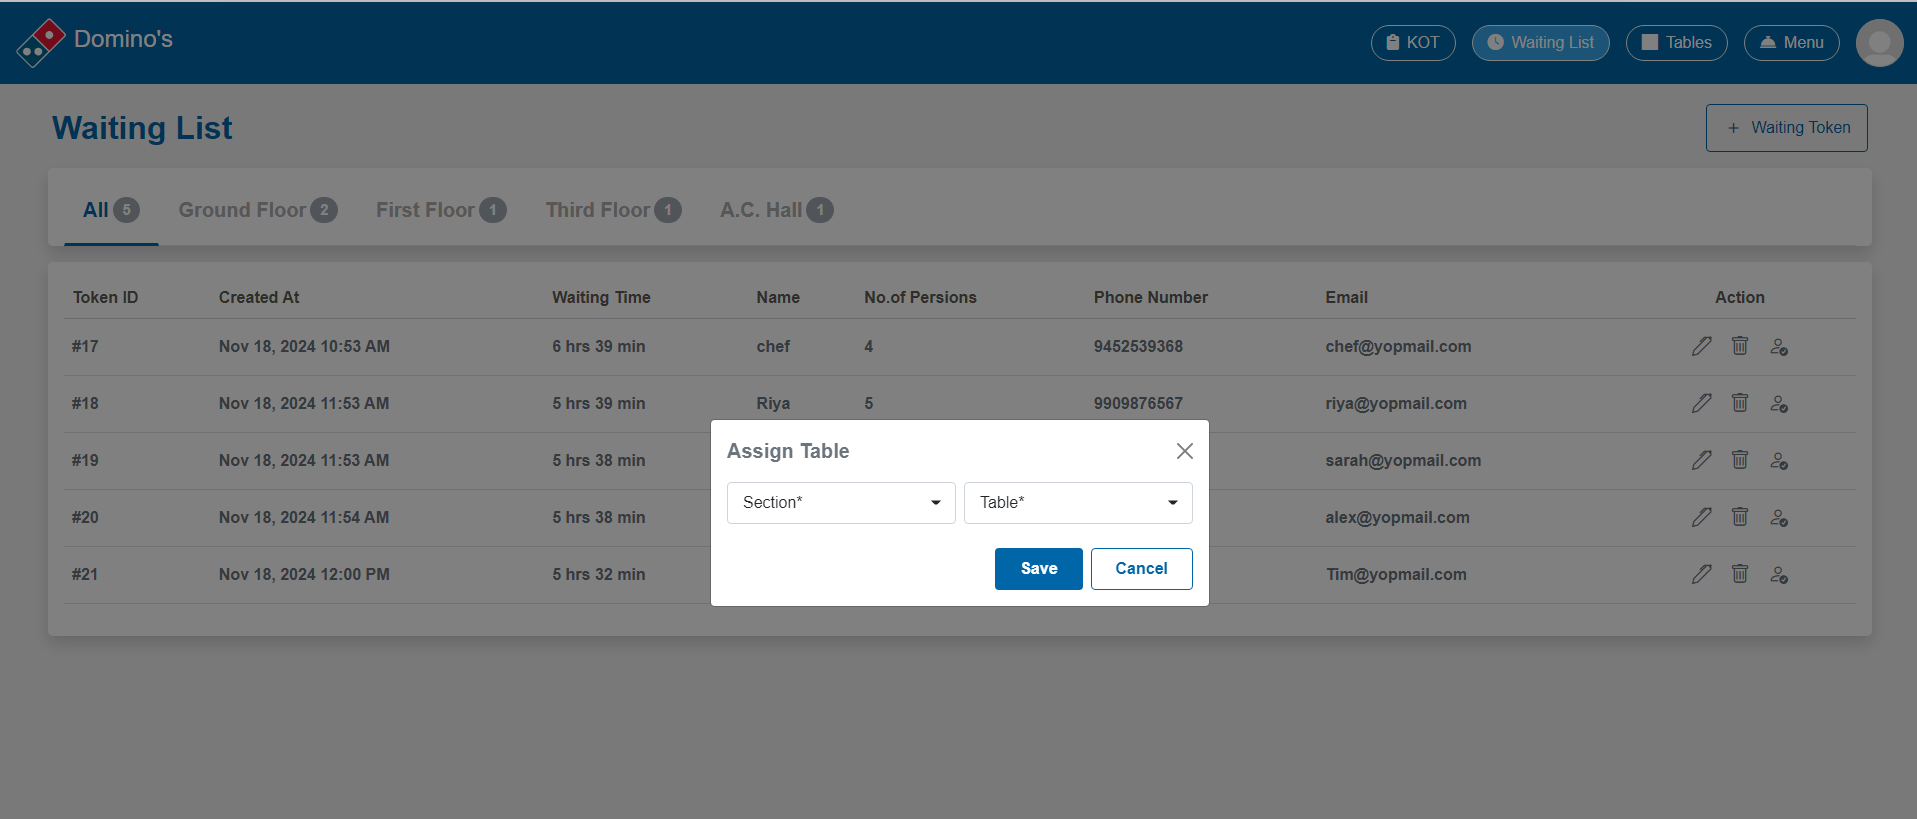 Domino's
KOT
Waiting List
Tables
Menu
Waiting List
+ Waiting Token
All 5
Ground Floor 2
First Floor 1
Third Floor 1
A.C. Hall 1
Token ID Created At Waiting Time Name No.of Persions Phone Number Email Action
#17 Nov 18, 2024 10:53 AM 6 hrs 39 min chef 4 9452539368 chef@yopmail.com
#18 Nov 18, 2024 11:53 AM 5 hrs 39 min Riya 5 9909876567 riya@yopmail.com
#19 Nov 18, 2024 11:53 AM 5 hrs 38 min sarah@yopmail.com
#20 Nov 18, 2024 11:54 AM 5 hrs 38 min alex@yopmail.com
#21 Nov 18, 2024 12:00 PM 5 hrs 32 min Tim@yopmail.com
Assign Table
Section* Table*
Save Cancel